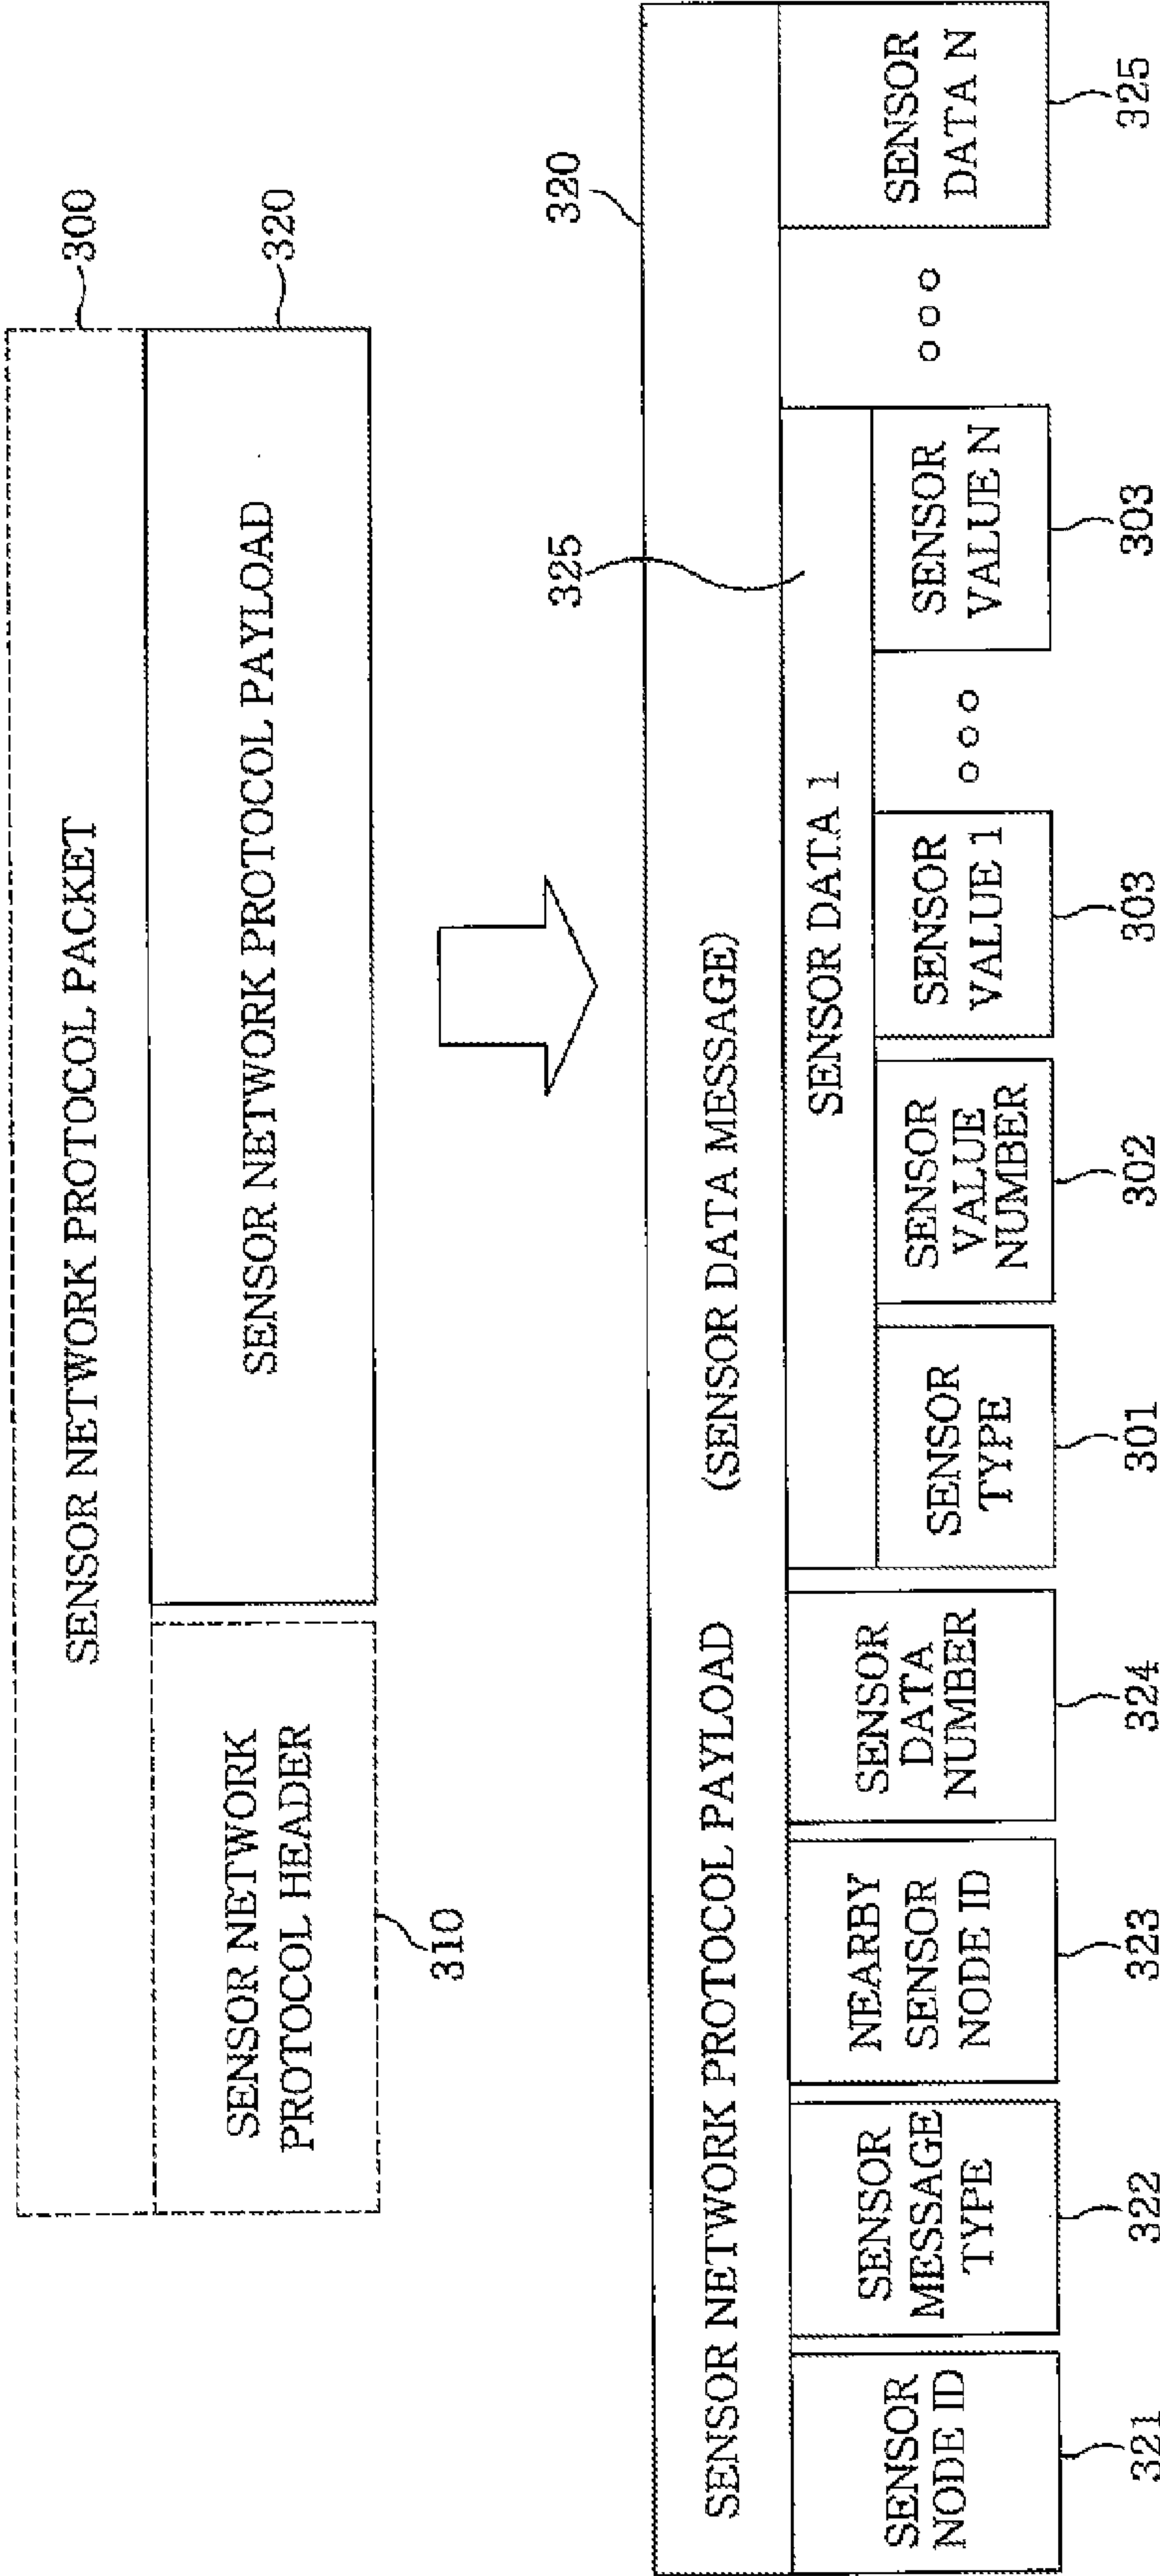 SENSOR NETWORK PROTOCOL PACKET
300
SENSOR NETWORK
PROTOCOL HEADER
310
SENSOR NETWORK PROTOCOL PAYLOAD
320
SENSOR NETWORK PROTOCOL PAYLOAD (SENSOR DATA MESSAGE)
320
325
SENSOR
NODE ID
321
SENSOR
MESSAGE
TYPE
322
NEARBY
SENSOR
NODE ID
323
SENSOR
DATA
NUMBER
324
SENSOR DATA 1
SENSOR
TYPE
301
SENSOR
VALUE
NUMBER
302
SENSOR
VALUE 1
303
SENSOR
VALUE N
303
SENSOR
DATA N
325